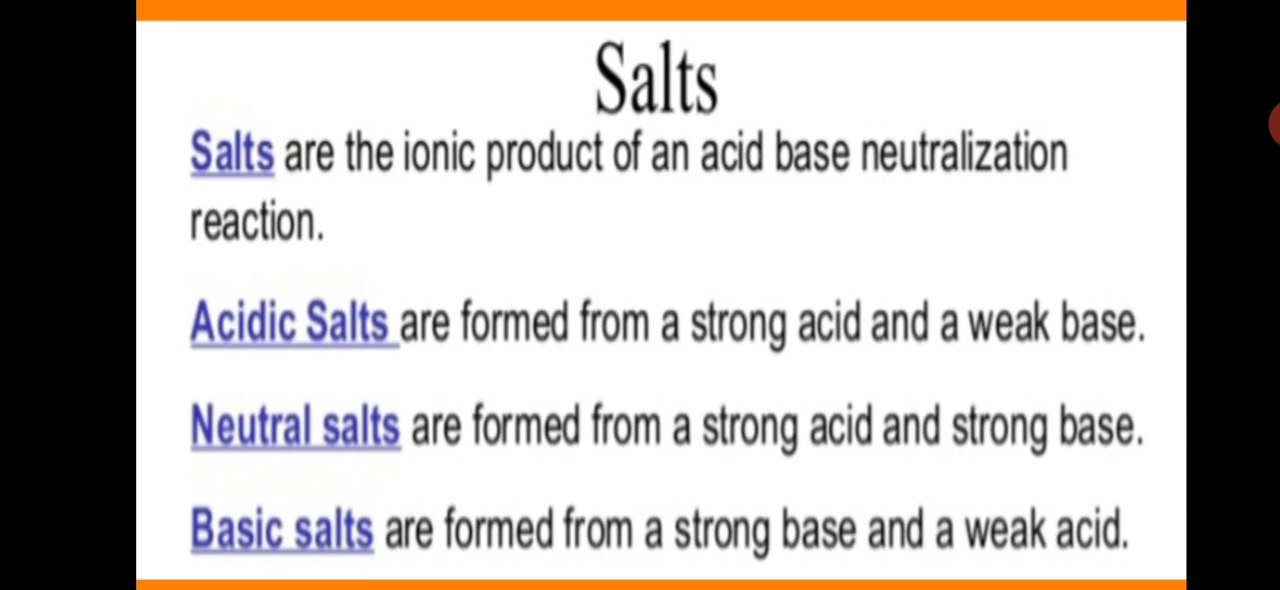 Salts
Salts are the ionic product of an acid base neutralization
reaction.
Acidic Salts are formed from a strong acid and a weak base.
Neutral salts are formed from a strong acid and strong base.
Basic salts are formed from a strong base and a weak acid.